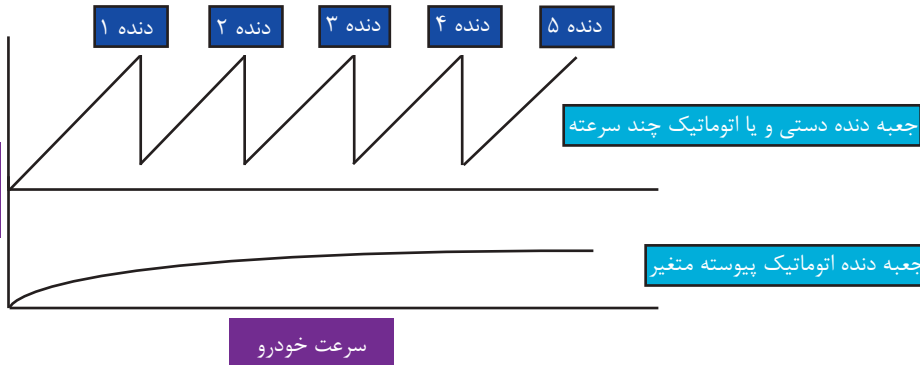 دنده ۱
دنده ۲
دنده ۳
دنده ۴
دنده ۵
جعبه دنده دستی و یا اتوماتیک چند سرعته
جعبه دنده اتوماتیک پیوسته متغیر
سرعت خودرو